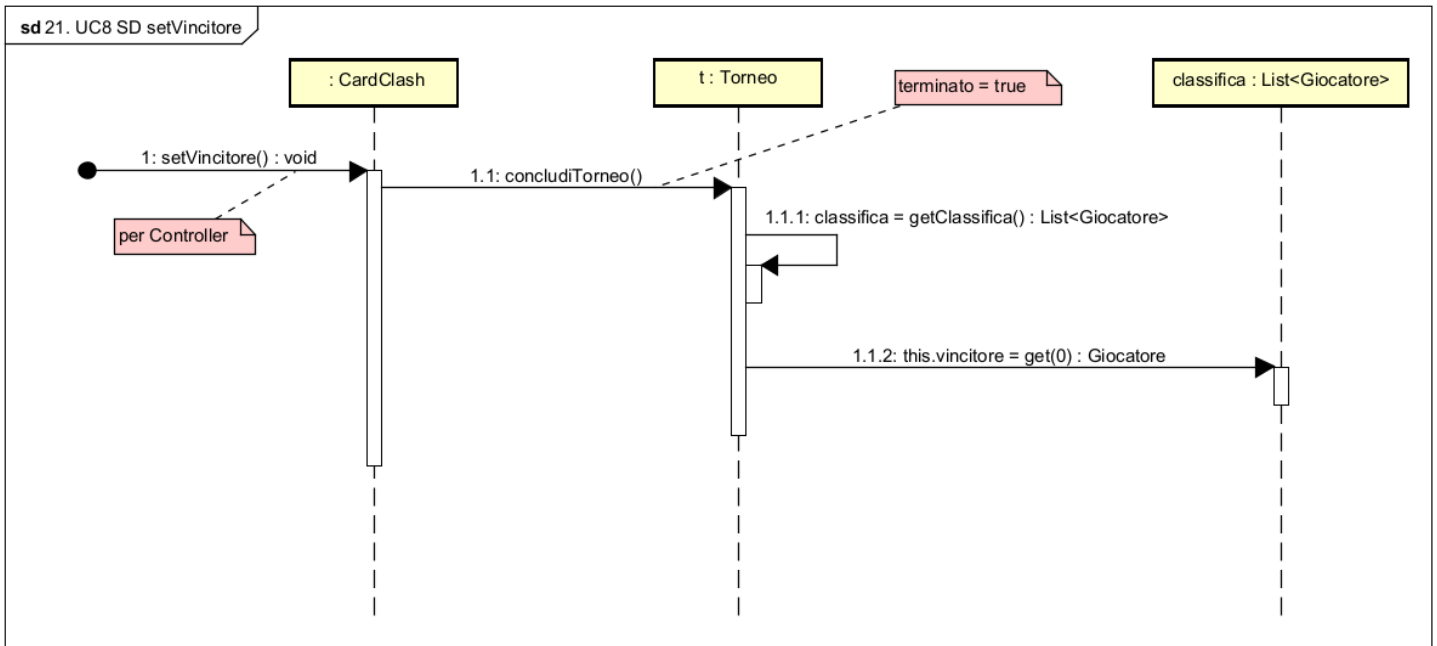 sd 21. UC8 SD setVincitore
: CardClash
t : Torneo
terminato = true
classifica : List<Giocatore>
1: setVincitore() : void
1.1: concludiTorneo()
per Controller
1.1.1: classifica = getClassifica() : List<Giocatore>
1.1.2: this.vincitore = get(0) : Giocatore